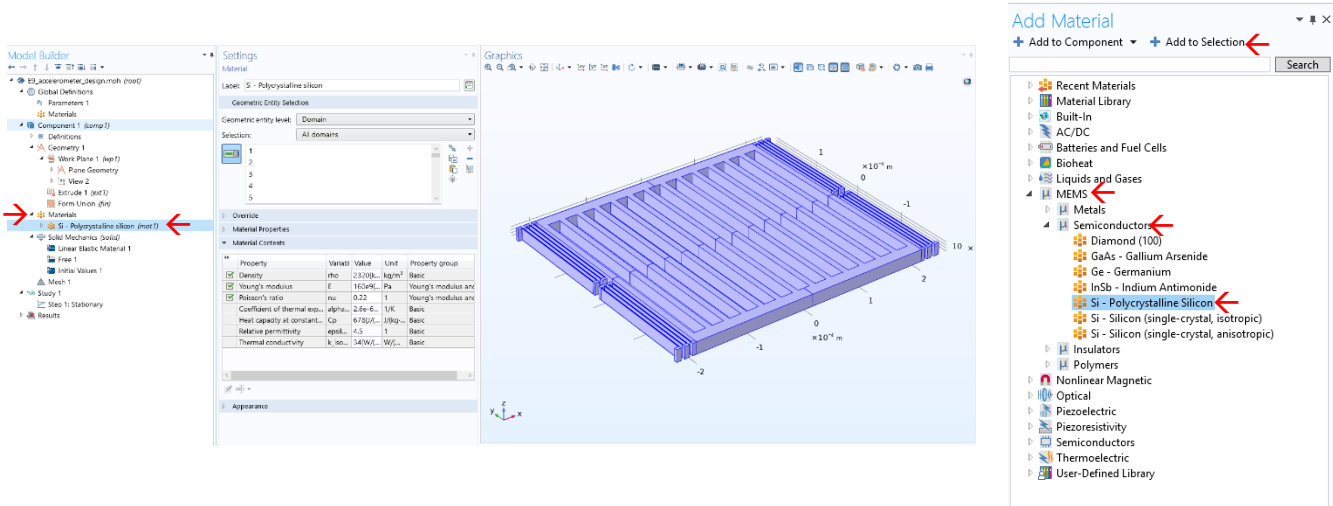 Model Builder
E9_accelerometer_design.mph (root)
Global Definitions
Parameters 1
Materials
Component 1 (comp1)
Definitions
Geometry 1
Work Plane 1 (wp1)
Plane Geometry
View 2
Extrude 1 (ext1)
Form Union (fin)
Materials
Si - Polycrystalline silicon (mat1)
Solid Mechanics (solid)
Linear Elastic Material 1
Free 1
Initial Values 1
Mesh 1
Study 1
Step 1: Stationary
Results
Settings
Material
Label: Si - Polycrystalline silicon
Geometric Entity Selection
Geometric entity level: Domain
Selection: All domains
1
2
3
4
5
Override
Material Properties
Material Contents
Property Variabl Value Unit Property group
Density rho 2320[k... kg/m³ Basic
Young's modulus E 160e9[... Pa Young's modulus and
Poisson's ratio nu 0.22 1 Young's modulus and
Coefficient of thermal exp... alpha... 2.6e-6... 1/K Basic
Heat capacity at constant... Cp 678[J/(... J/(kg·... Basic
Relative permittivity epsil... 4.5 1 Basic
Thermal conductivity k_iso... 34[W/(... W/(... Basic
Appearance
Graphics
1
×10⁻⁴ m
0
-1
10 ×
2
1
0
×10⁻⁴ m
-1
-2
z
y
x
Add Material
+ Add to Component + Add to Selection
Search
Recent Materials
Material Library
Built-In
AC/DC
Batteries and Fuel Cells
Bioheat
Liquids and Gases
MEMS
Metals
Semiconductors
Diamond (100)
GaAs - Gallium Arsenide
Ge - Germanium
InSb - Indium Antimonide
Si - Polycrystalline Silicon
Si - Silicon (single-crystal, isotropic)
Si - Silicon (single-crystal, anisotropic)
Insulators
Polymers
Nonlinear Magnetic
Optical
Piezoelectric
Piezoresistivity
Semiconductors
Thermoelectric
User-Defined Library